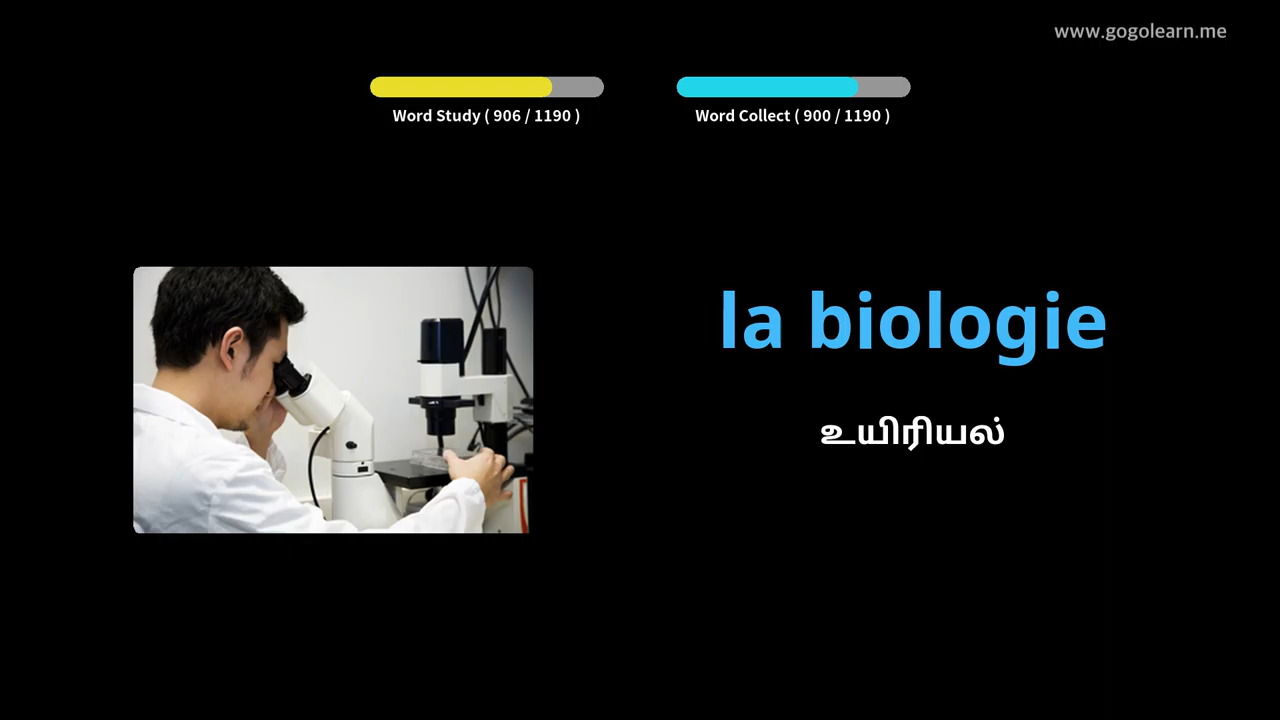 www.gogolearn.me
Word Study ( 906 / 1190 )
Word Collect ( 900 / 1190 )
la biologie
உயிரியல்